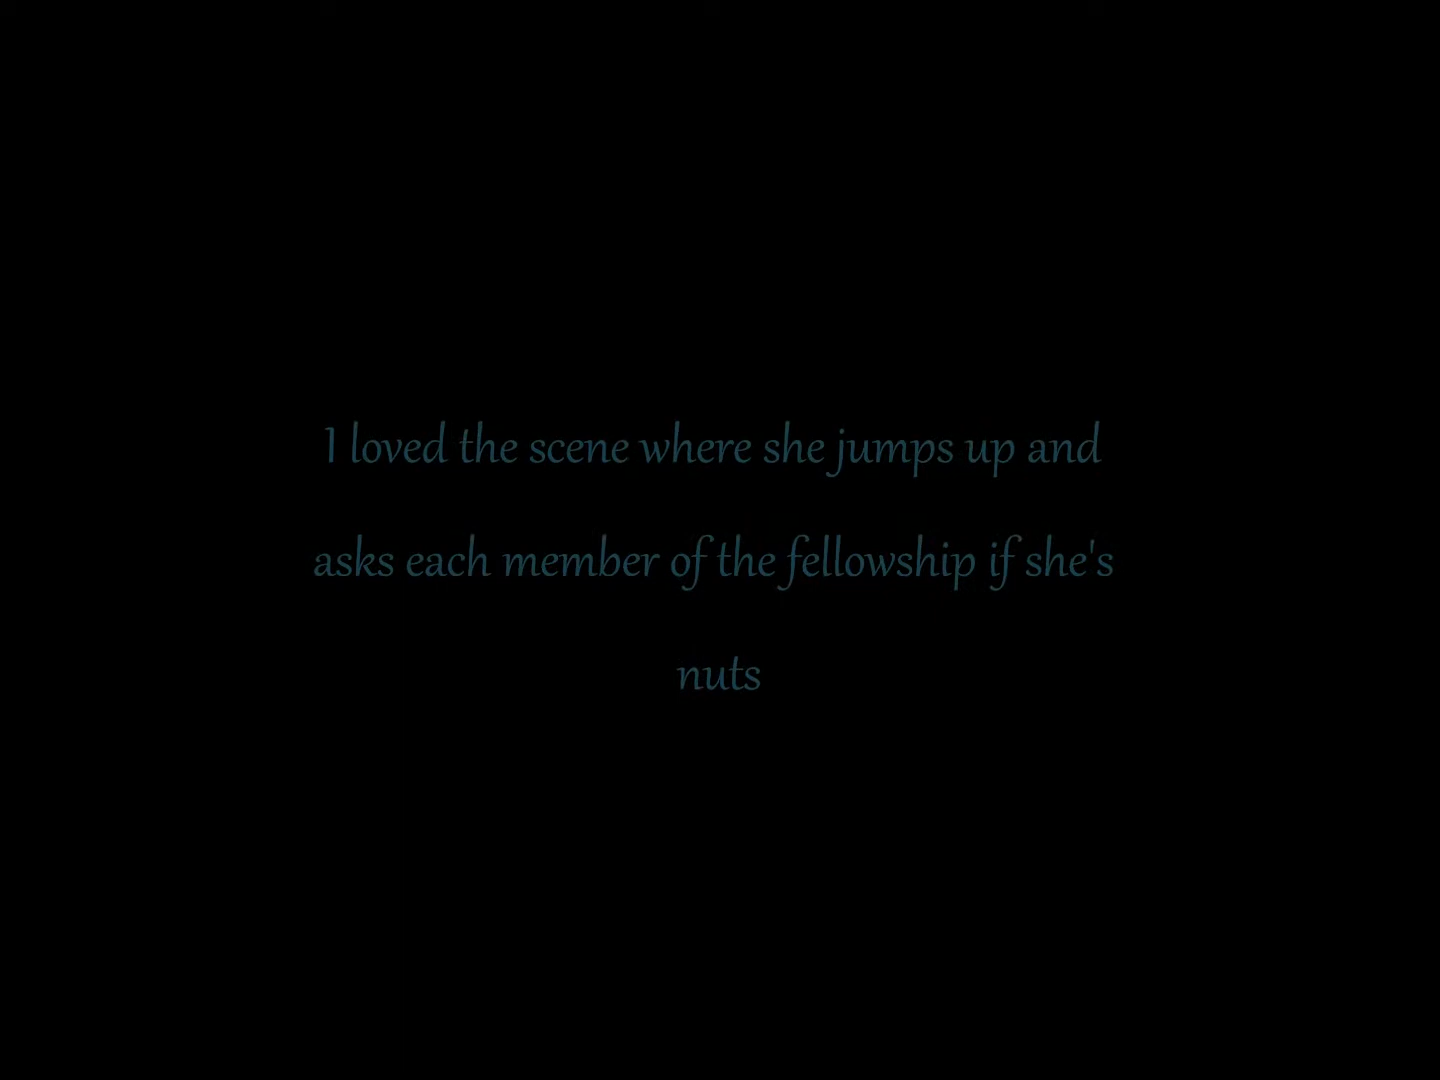 I loved the scene where she jumps up and
asks each member of the fellowship if she's
nuts